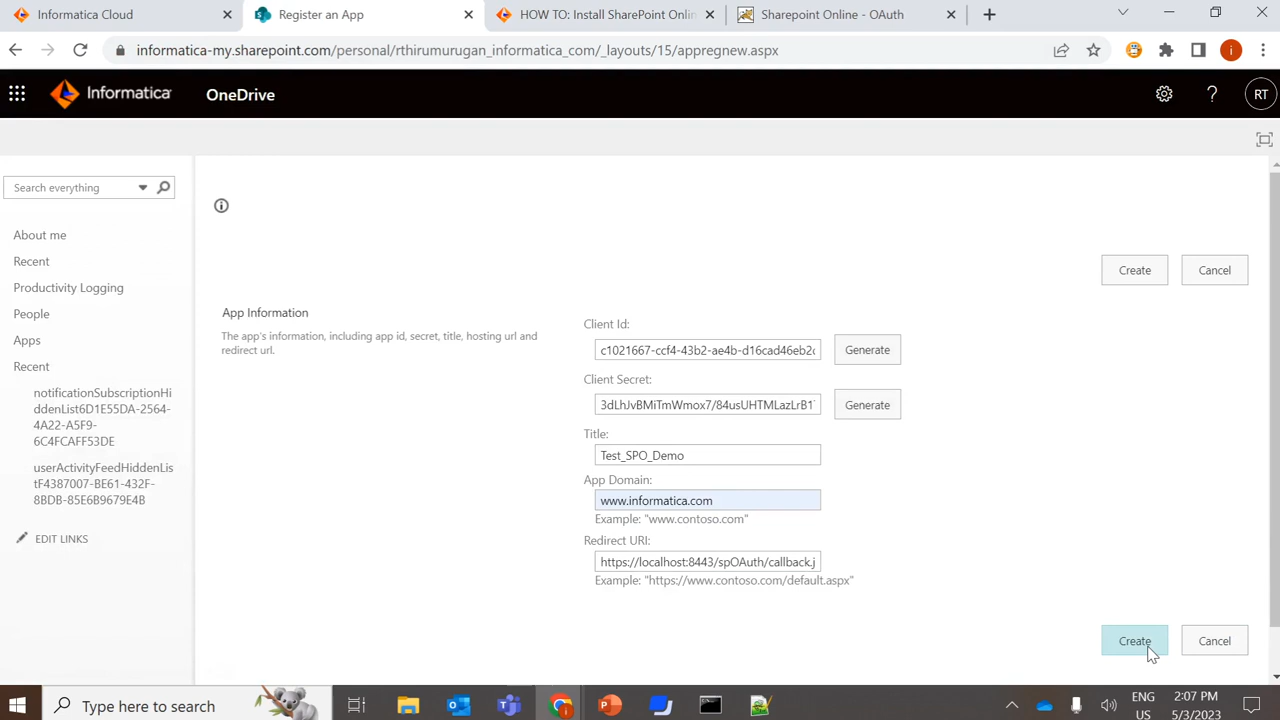 Informatica Cloud
Register an App
HOW TO: Install SharePoint Onlin
Sharepoint Online - OAuth
informatica-my.sharepoint.com/personal/rthirumurugan_informatica_com/_layouts/15/appregnew.aspx
i
Informatica
OneDrive
?
RT
Search everything
About me
Recent
Productivity Logging
People
Apps
Recent
notificationSubscriptionHi
ddenList6D1E55DA-2564-
4A22-A5F9-
6C4FCAFF53DE
userActivityFeedHiddenLis
tF4387007-BE61-432F-
8BDB-85E6B9679E4B
EDIT LINKS
Create
Cancel
App Information
The app's information, including app id, secret, title, hosting url and
redirect url.
Client Id:
c1021667-ccf4-43b2-ae4b-d16cad46eb2c
Generate
Client Secret:
3dLhJvBMiTmWmox7/84usUHTMLazLrB1
Generate
Title:
Test_SPO_Demo
App Domain:
www.informatica.com
Example: "www.contoso.com"
Redirect URI:
https://localhost:8443/spOAuth/callback.j
Example: "https://www.contoso.com/default.aspx"
Create
Cancel
Type here to search
ENG
US
2:07 PM
5/3/2023